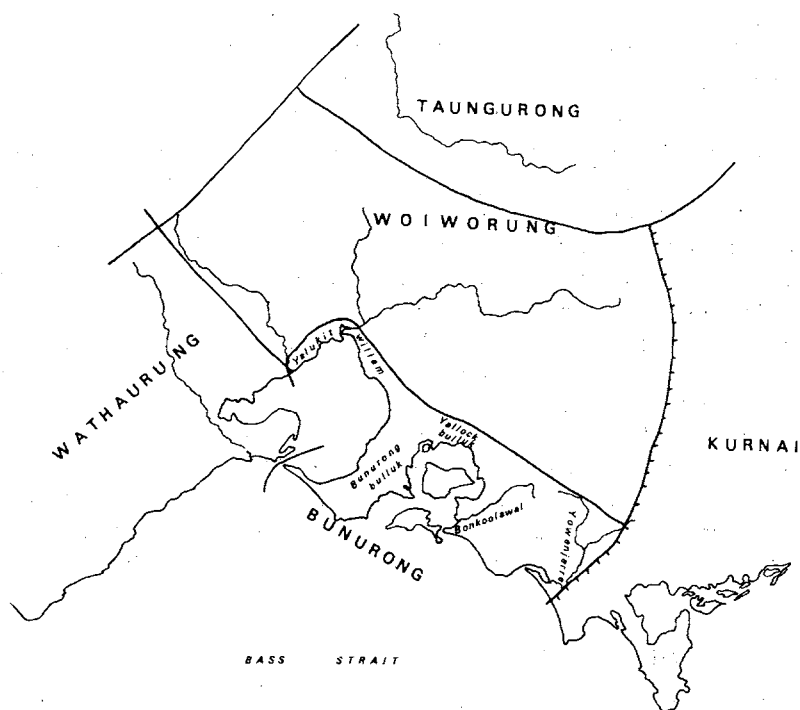 TAUNGURONG
WOIWORUNG
WATHAURUNG
Yalukit
willam
KURNAI
Yallock
bulluk
Bunurong
bulluk
Bonkoolawal
Yowenjerre
BUNURONG
BASS STRAIT